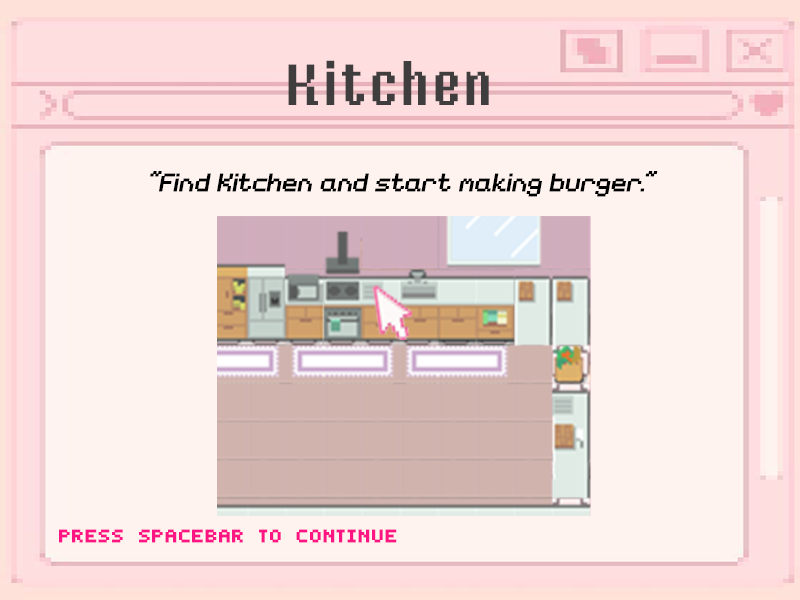 Kitchen
"Find Kitchen and start making burger."
PRESS SPACEBAR TO CONTINUE